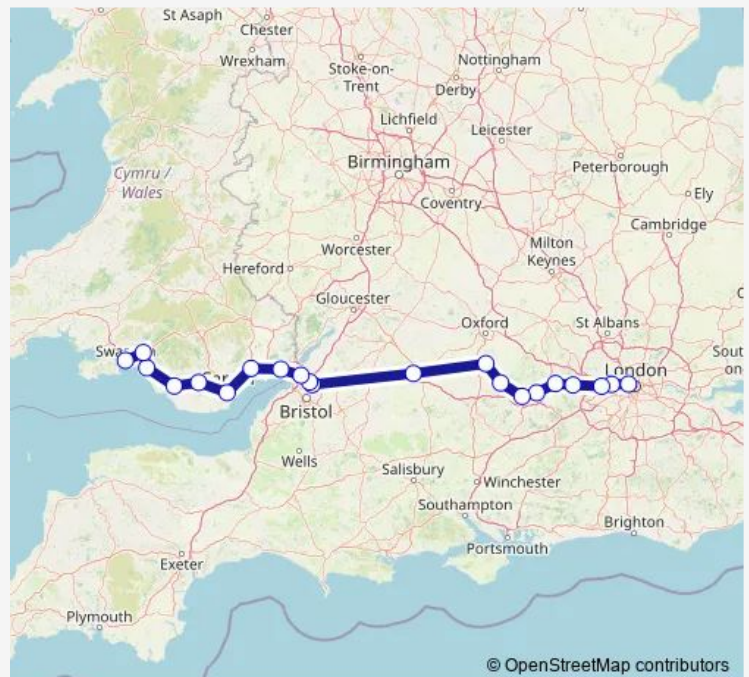 St Asaph
Chester
Wrexham
Stoke-on-
Trent
Nottingham
Derby
Lichfield
Leicester
Birmingham
Peterborough
Cymru /
Wales
Ely
Coventry
Cambridge
Worcester
Milton
Keynes
Hereford
Gloucester
Oxford
St Albans
London
Bristol
Wells
Salisbury
Winchester
Southampton
Brighton
Portsmouth
Exeter
Plymouth
© OpenStreetMap contributors